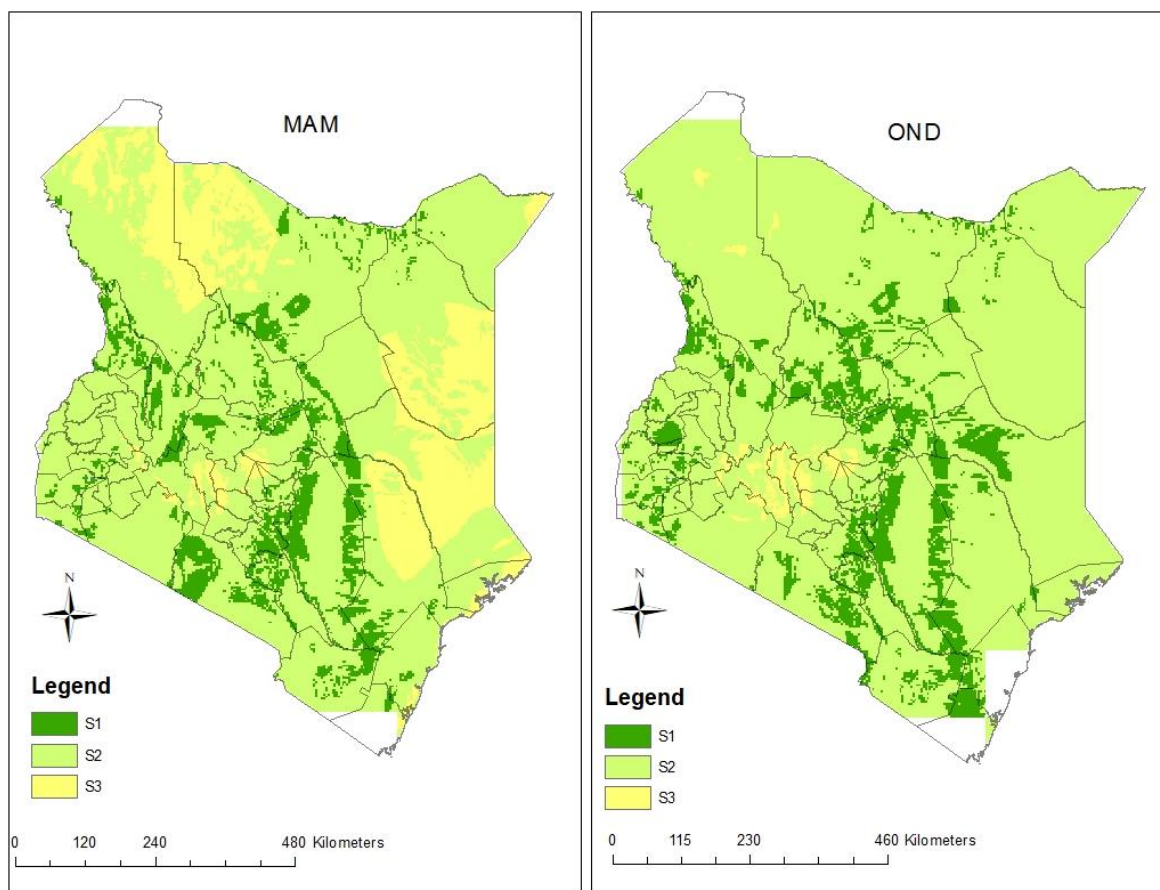 MAM
N
Legend
S1
S2
S3
0 120 240 480 Kilometers
OND
N
Legend
S1
S2
S3
0 115 230 460 Kilometers